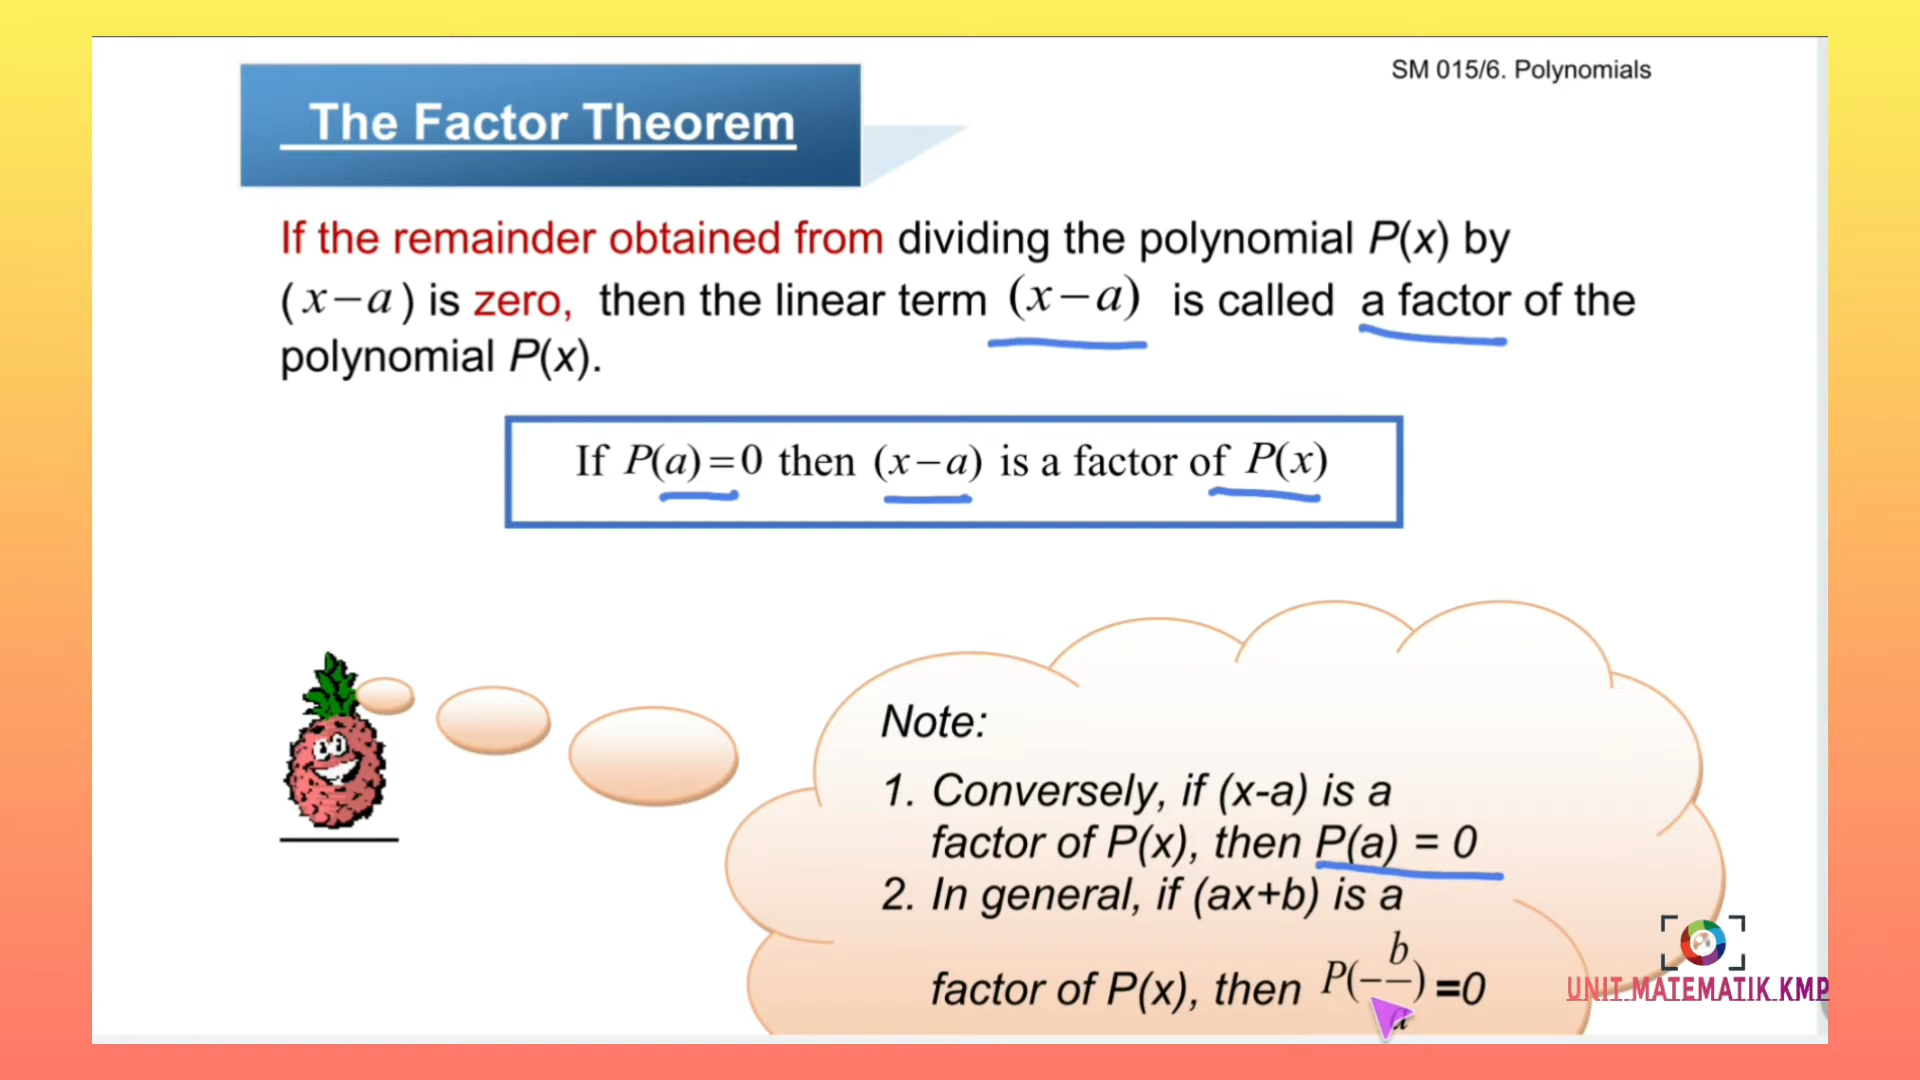 SM 015/6. Polynomials
The Factor Theorem
If the remainder obtained from dividing the polynomial P(x) by
(x−a) is zero, then the linear term (x−a) is called a factor of the
polynomial P(x).
If P(a)=0 then (x−a) is a factor of P(x)
Note:
1. Conversely, if (x-a) is a
factor of P(x), then P(a) = 0
2. In general, if (ax+b) is a
factor of P(x), then P(−b/a)=0
UNIT MATEMATIK KMP